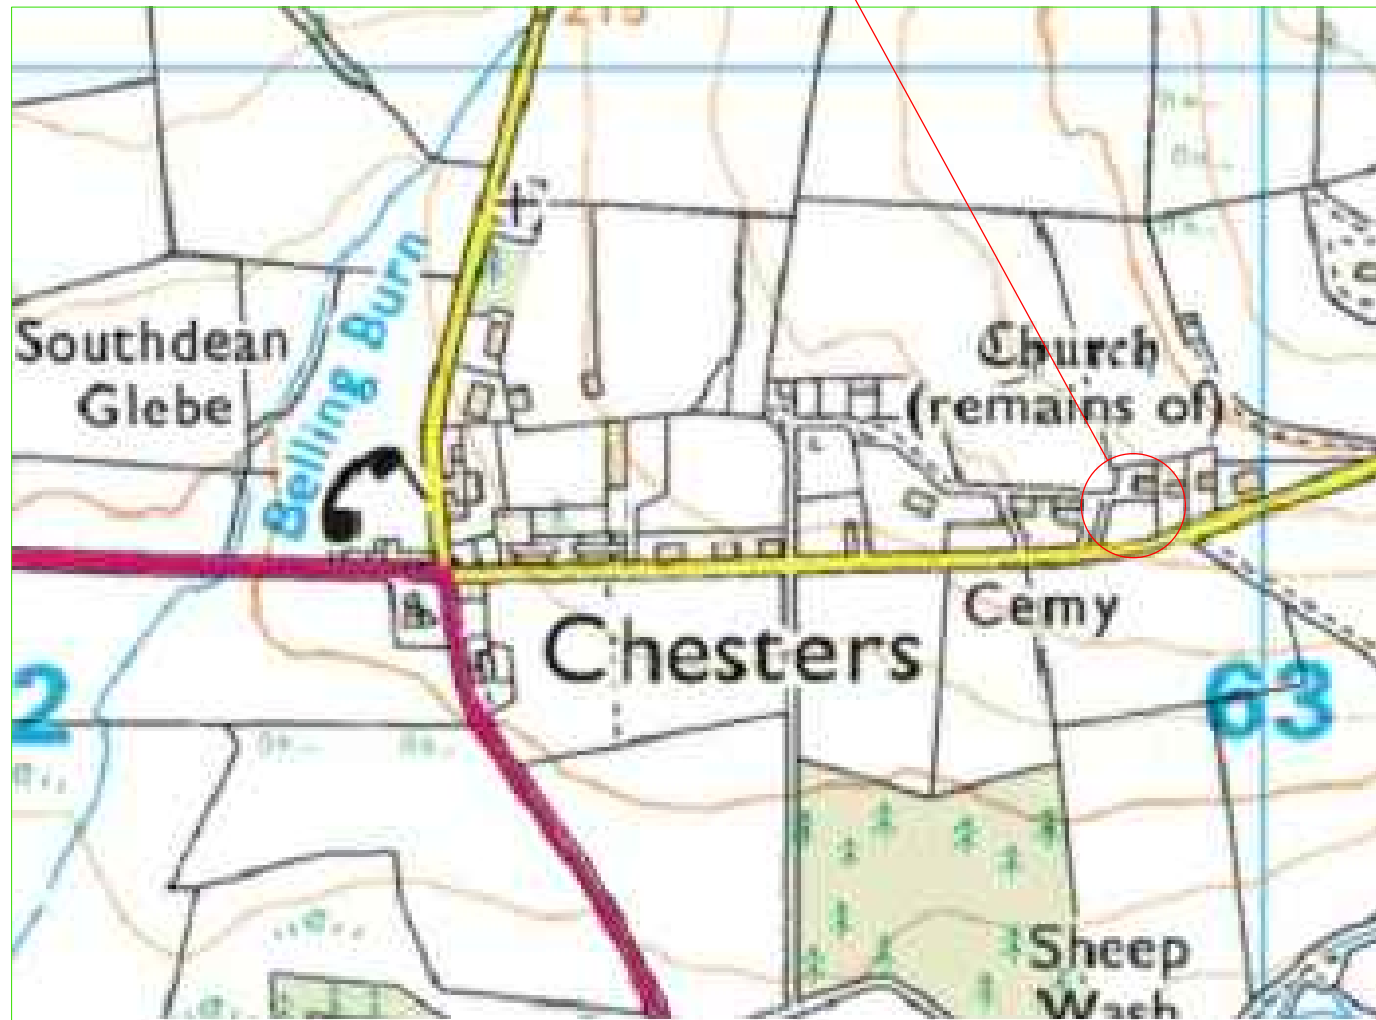 Southdean
Glebe
Belling Burn
Church
(remains of)
Cemy
Chesters
63
2
Sheep
Wash